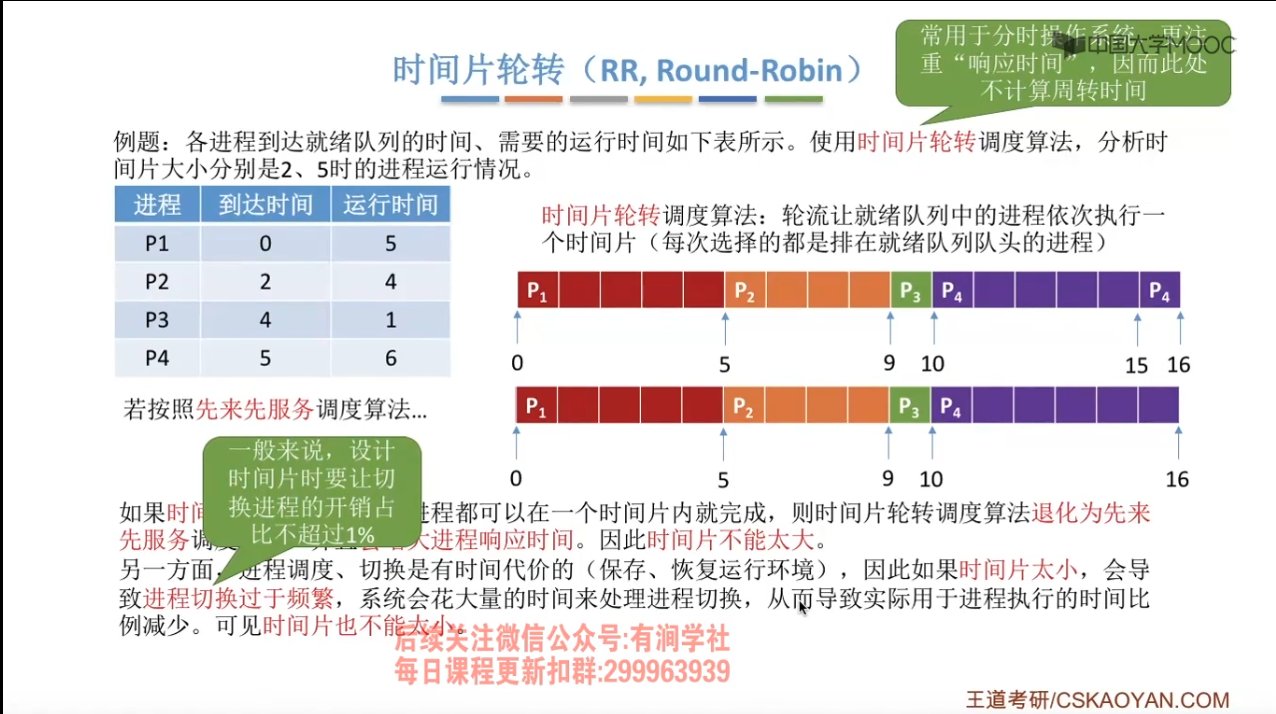 时间片轮转（RR, Round-Robin）
常用于分时操作系统，更注
重“响应时间”，因而此处
不计算周转时间
中国大学MOOC
例题：各进程到达就绪队列的时间、需要的运行时间如下表所示。使用时间片轮转调度算法，分析时
间片大小分别是2、5时的进程运行情况。
进程 到达时间 运行时间
P1 0 5
P2 2 4
P3 4 1
P4 5 6
时间片轮转调度算法：轮流让就绪队列中的进程依次执行一
个时间片（每次选择的都是排在就绪队列队头的进程）
P1 P2 P3 P4 P4
0 5 9 10 15 16
P1 P2 P3 P4
0 5 9 10 16
若按照先来先服务调度算法...
一般来说，设计
时间片时要让切
换进程的开销占
比不超过1%
如果时间 进程都可以在一个时间片内就完成，则时间片轮转调度算法退化为先来
先服务调度 大进程响应时间。因此时间片不能太大。
另一方面，进程调度、切换是有时间代价的（保存、恢复运行环境），因此如果时间片太小，会导
致进程切换过于频繁，系统会花大量的时间来处理进程切换，从而导致实际用于进程执行的时间比
例减少。可见时间片也不能太小。
后续关注微信公众号:有涧学社
每日课程更新扣群:299963939
王道考研/CSKAOYAN.COM